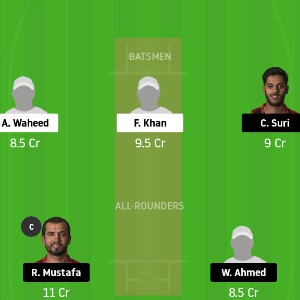 BATSMEN
A. Waheed
F. Khan
C. Suri
8.5 Cr
9.5 Cr
9 Cr
ALL-ROUNDERS
C
R. Mustafa
W. Ahmed
11 Cr
8.5 Cr